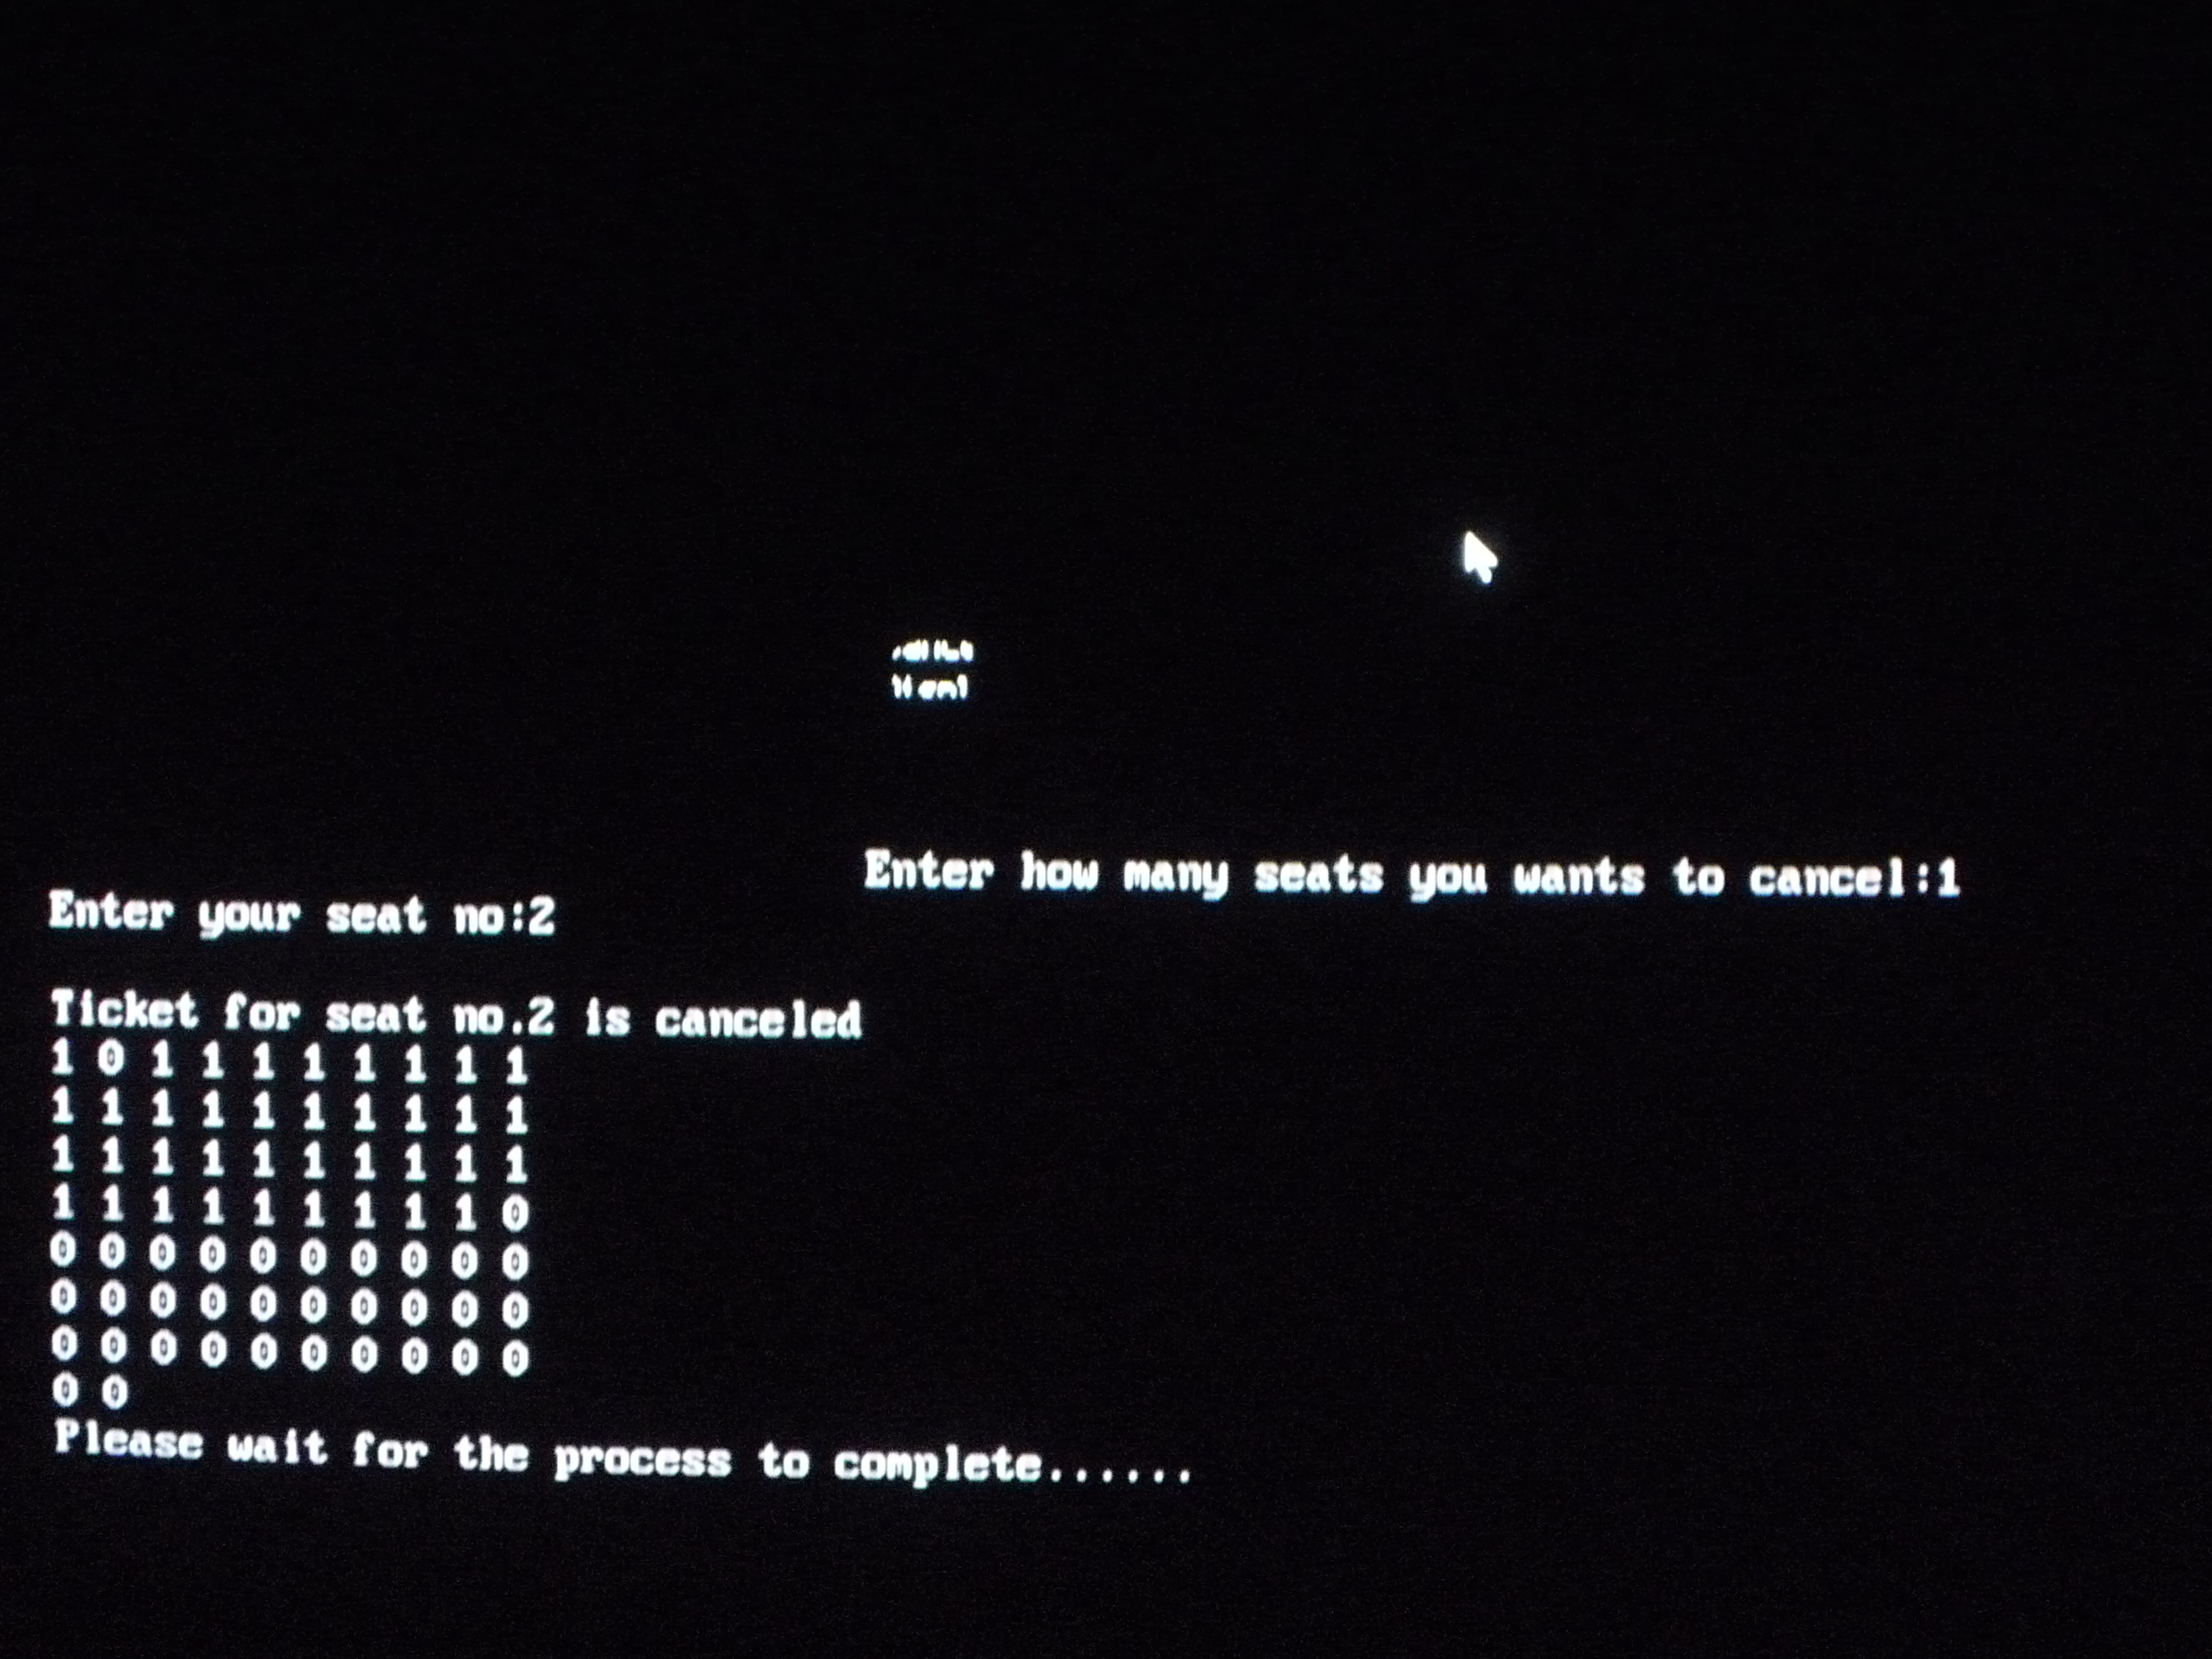 Enter how many seats you wants to cancel:1
Enter your seat no:2
Ticket for seat no.2 is canceled
1 0 1 1 1 1 1 1 1 1
1 1 1 1 1 1 1 1 1 1
1 1 1 1 1 1 1 1 1 1
1 1 1 1 1 1 1 1 1 0
0 0 0 0 0 0 0 0 0 0
0 0 0 0 0 0 0 0 0 0
0 0 0 0 0 0 0 0 0 0
0 0
Please wait for the process to complete......